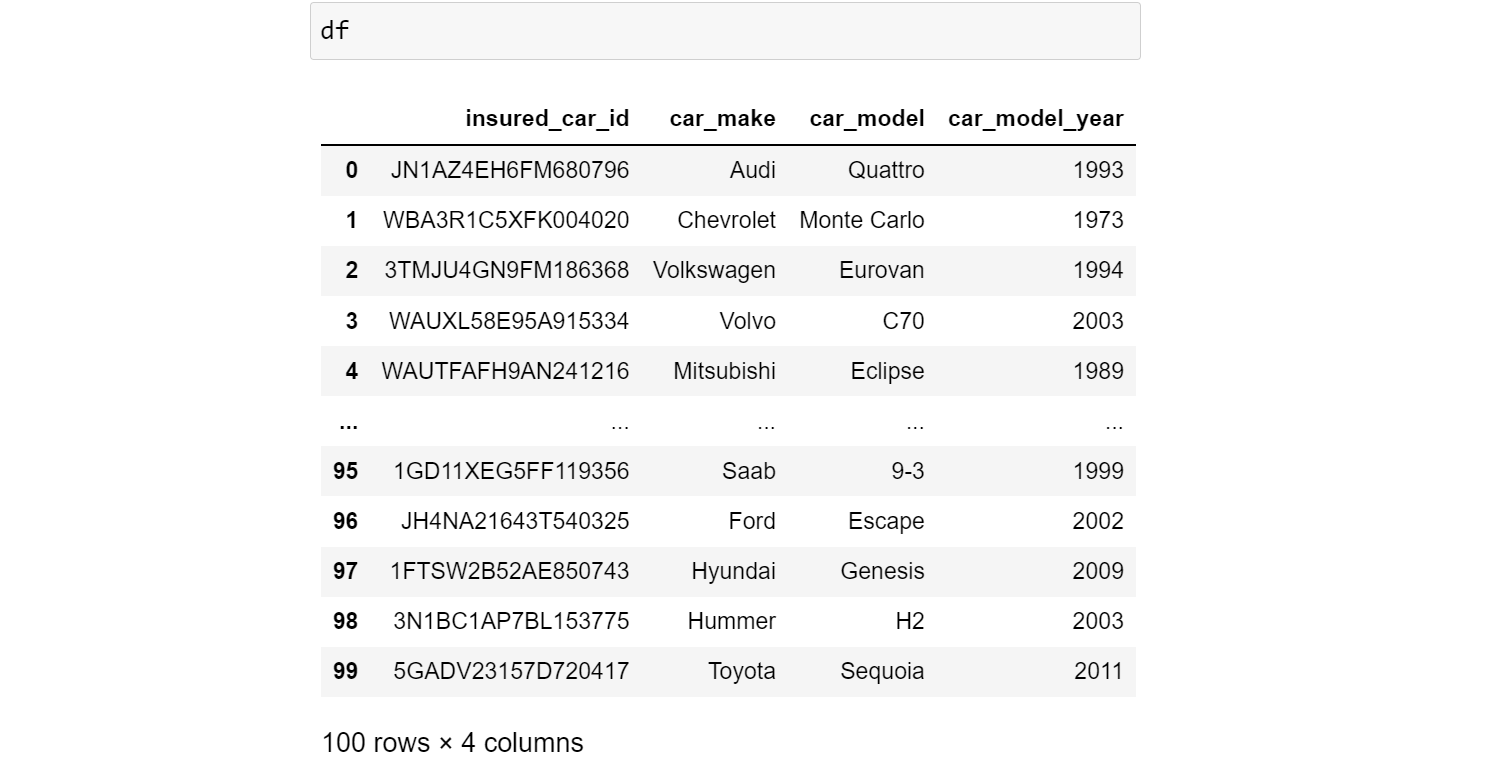 df
insured_car_id car_make car_model car_model_year
0 JN1AZ4EH6FM680796 Audi Quattro 1993
1 WBA3R1C5XFK004020 Chevrolet Monte Carlo 1973
2 3TMJU4GN9FM186368 Volkswagen Eurovan 1994
3 WAUXL58E95A915334 Volvo C70 2003
4 WAUTFAFH9AN241216 Mitsubishi Eclipse 1989
... ... ... ... ...
95 1GD11XEG5FF119356 Saab 9-3 1999
96 JH4NA21643T540325 Ford Escape 2002
97 1FTSW2B52AE850743 Hyundai Genesis 2009
98 3N1BC1AP7BL153775 Hummer H2 2003
99 5GADV23157D720417 Toyota Sequoia 2011
100 rows × 4 columns